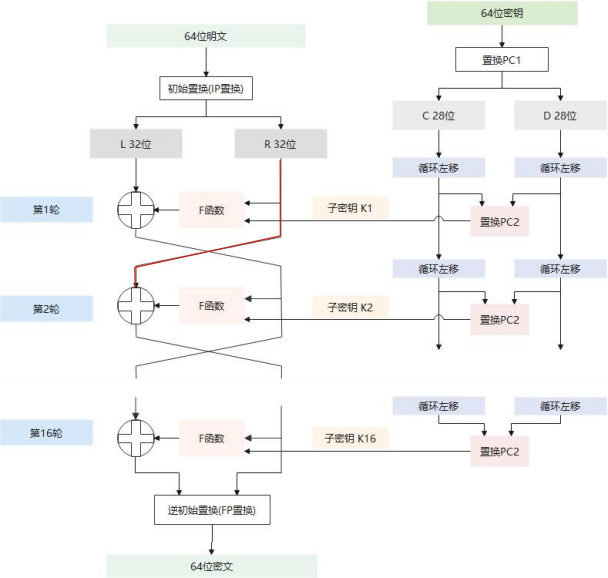 64位密钥
64位明文
置换PC1
初始置换(IP置换)
C 28位
D 28位
L 32位
R 32位
循环左移
循环左移
第1轮
F函数
子密钥 K1
置换PC2
循环左移
循环左移
第2轮
F函数
子密钥 K2
置换PC2
循环左移
循环左移
第16轮
F函数
子密钥 K16
置换PC2
逆初始置换(FP置换)
64位密文